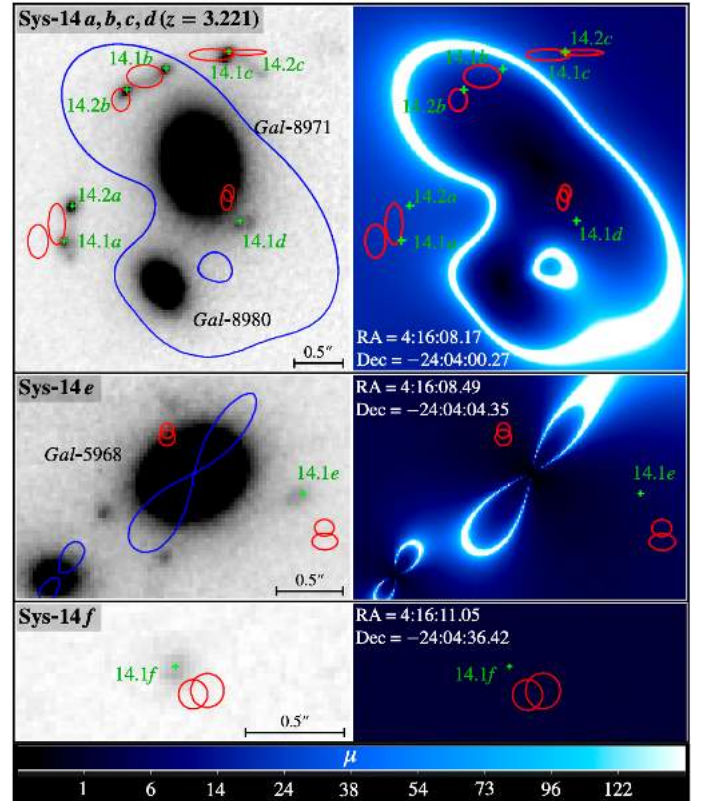 Sys-14 a, b, c, d (z = 3.221)
14.1b
14.2c
14.1c
14.2b
Gal-8971
14.2a
14.1d
14.1a
Gal-8980
0.5″
14.1b
14.2c
14.1c
14.2b
14.2a
14.1d
14.1a
RA = 4:16:08.17
Dec = −24:04:00.27
Sys-14 e
Gal-5968
14.1e
0.5″
RA = 4:16:08.49
Dec = −24:04:04.35
14.1e
Sys-14 f
14.1f
0.5″
RA = 4:16:11.05
Dec = −24:04:36.42
14.1f
μ
1 6 14 24 38 54 73 96 122